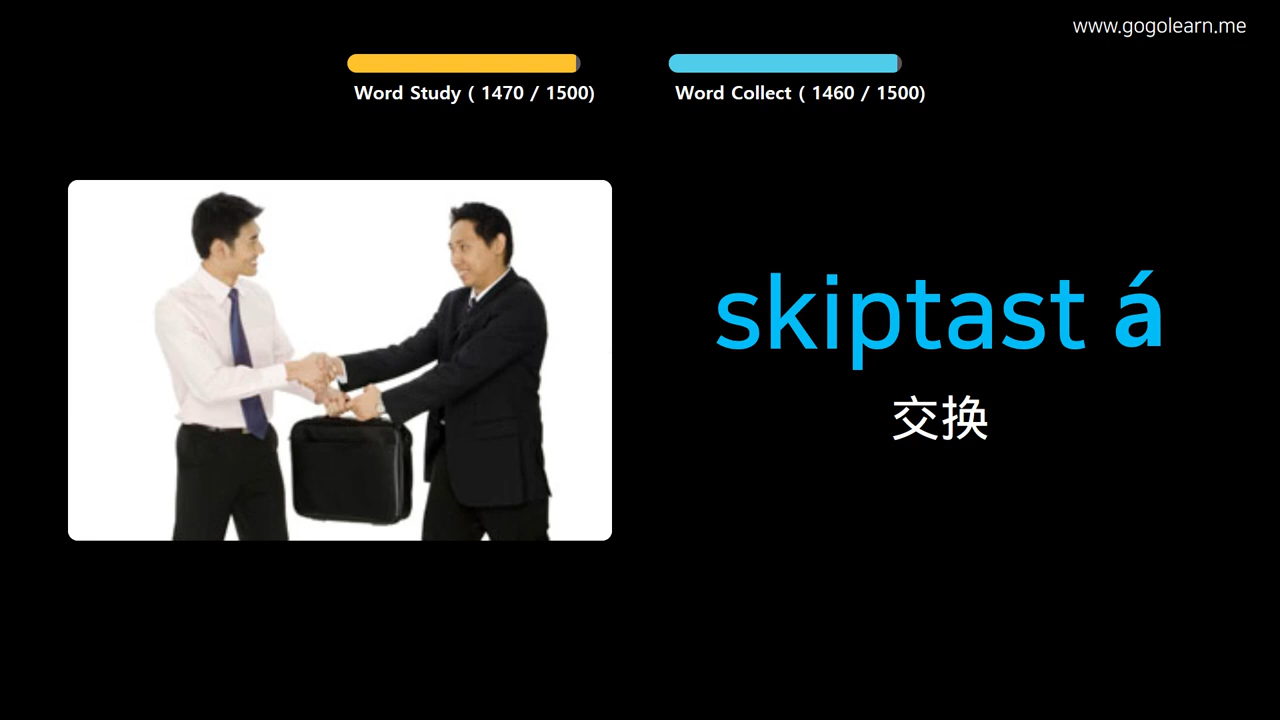 www.gogolearn.me
Word Study ( 1470 / 1500)
Word Collect ( 1460 / 1500)
skiptast á
交换